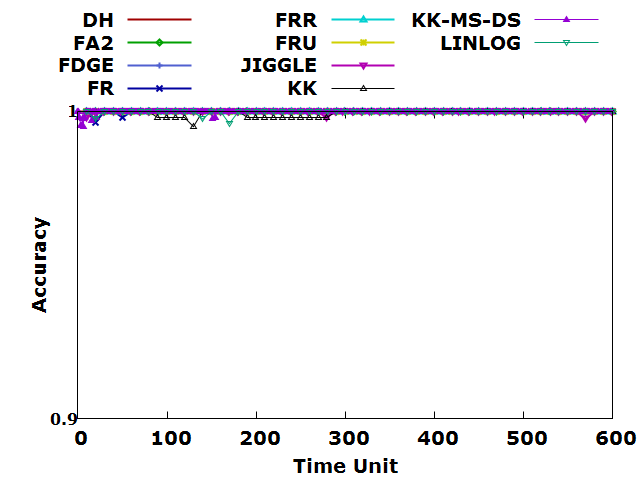 DH FRR KK-MS-DS
FA2 FRU LINLOG
FDGE JIGGLE
FR KK
1
Accuracy
0.9
0 100 200 300 400 500 600
Time Unit